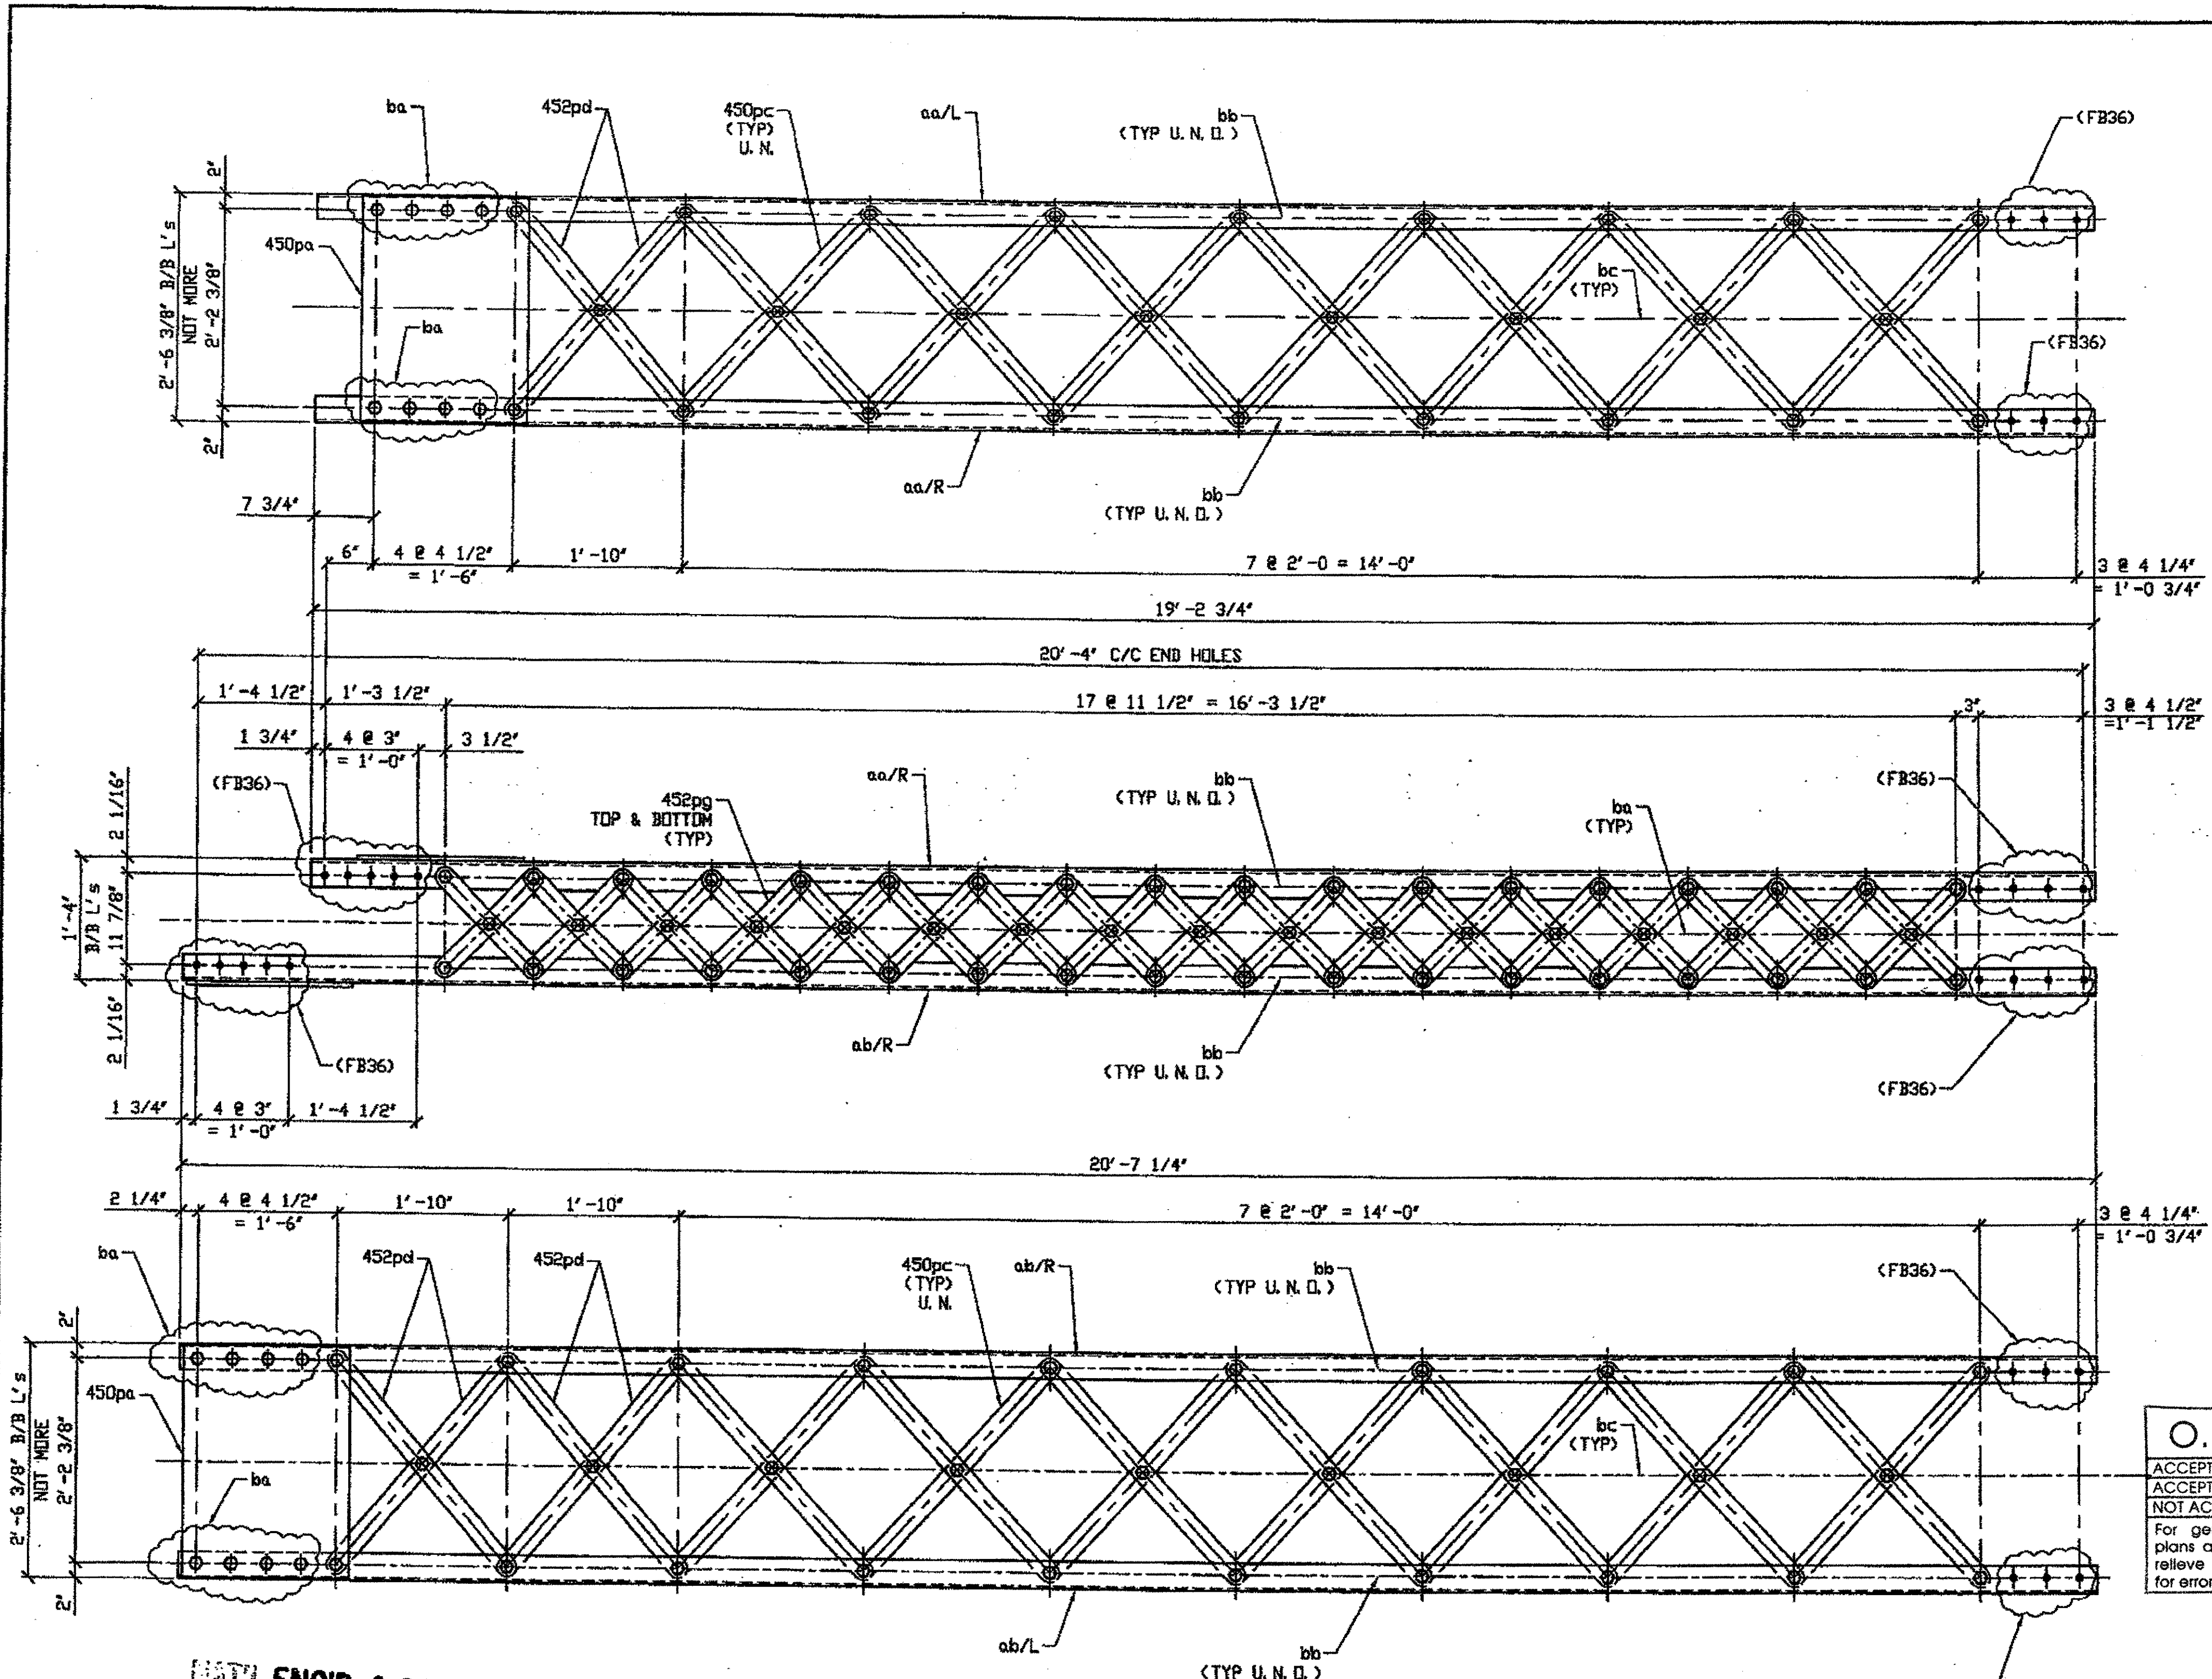 ba
452pd
450pc
(TYP)
U. N.
aa/L
bb
(TYP U. N. O. )
(FB36)
2"
2' -6 3/8" B/B L' s
NOT MORE
2' -2 3/8"
2"
450pa
ba
bc
(TYP)
(FB36)
aa/R
bb
(TYP U. N. O. )
7 3/4"
6"
4 @ 4 1/2"
= 1' -6"
1' -10"
7 @ 2' -0 = 14' -0"
3 @ 4 1/4"
= 1' -0 3/4"
19' -2 3/4"
20' -4" C/C END HOLES
1' -4 1/2"
1' -3 1/2"
17 @ 11 1/2" = 16' -3 1/2"
3"
3 @ 4 1/2"
=1' -1 1/2"
1 3/4"
4 @ 3"
= 1' -0"
3 1/2"
(FB36)
452pg
TOP & BOTTOM
(TYP)
aa/R
bb
(TYP U. N. O. )
ba
(TYP)
(FB36)
2 1/16"
1' -4"
B/B L' s
11 7/8"
2 1/16"
(FB36)
ab/R
bb
(TYP U. N. O. )
(FB36)
1 3/4"
4 @ 3"
= 1' -0"
1' -4 1/2"
20' -7 1/4"
2 1/4"
4 @ 4 1/2"
= 1' -6"
1' -10"
1' -10"
7 @ 2' -0" = 14' -0"
3 @ 4 1/4"
= 1' -0 3/4"
ba
452pd
452pd
450pc
(TYP)
U. N.
ab/R
bb
(TYP U. N. O. )
(FB36)
2"
2' -6 3/8" B/B L' s
NOT MORE
2' -2 3/8"
2"
450pa
ba
bc
(TYP)
ab/L
bb
(TYP U. N. O. )
O.
ACCEPT
ACCEPT
NOT AC
For ge
plans a
relieve
for error